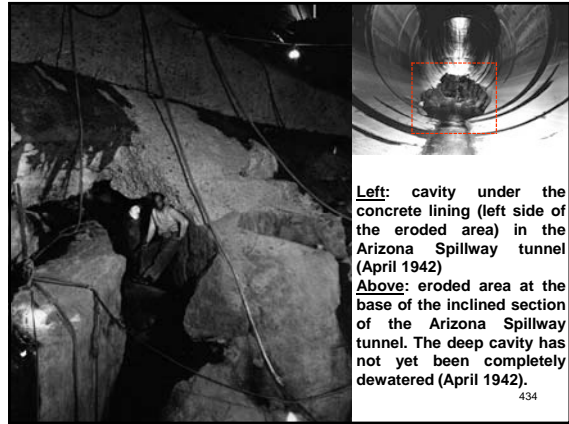 Left: cavity under the
concrete lining (left side of
the eroded area) in the
Arizona Spillway tunnel
(April 1942)
Above: eroded area at the
base of the inclined section
of the Arizona Spillway
tunnel. The deep cavity has
not yet been completely
dewatered (April 1942).
434